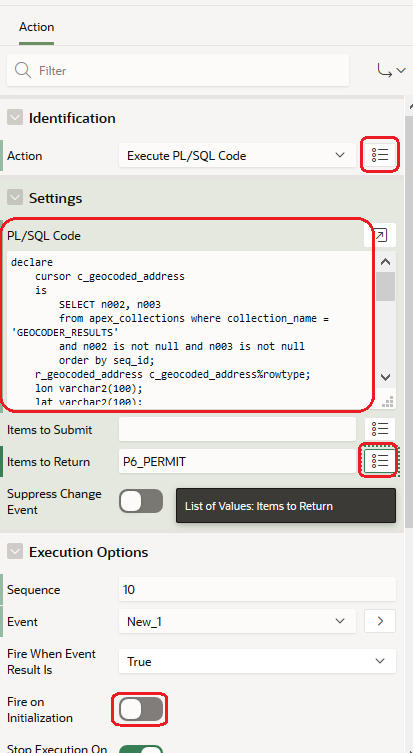 Action
Filter
Identification
Action
Execute PL/SQL Code
Settings
PL/SQL Code
declare
cursor c_geocoded_address
is
SELECT n002, n003
from apex_collections where collection_name =
'GEOCODER_RESULTS'
and n002 is not null and n003 is not null
order by seq_id;
r_geocoded_address c_geocoded_address%rowtype;
lon varchar2(100);
lat varchar2(100);
Items to Submit
Items to Return
P6_PERMIT
Suppress Change
Event
List of Values: Items to Return
Execution Options
Sequence
10
Event
New_1
Fire When Event
Result Is
True
Fire on
Initialization
Stop Execution On